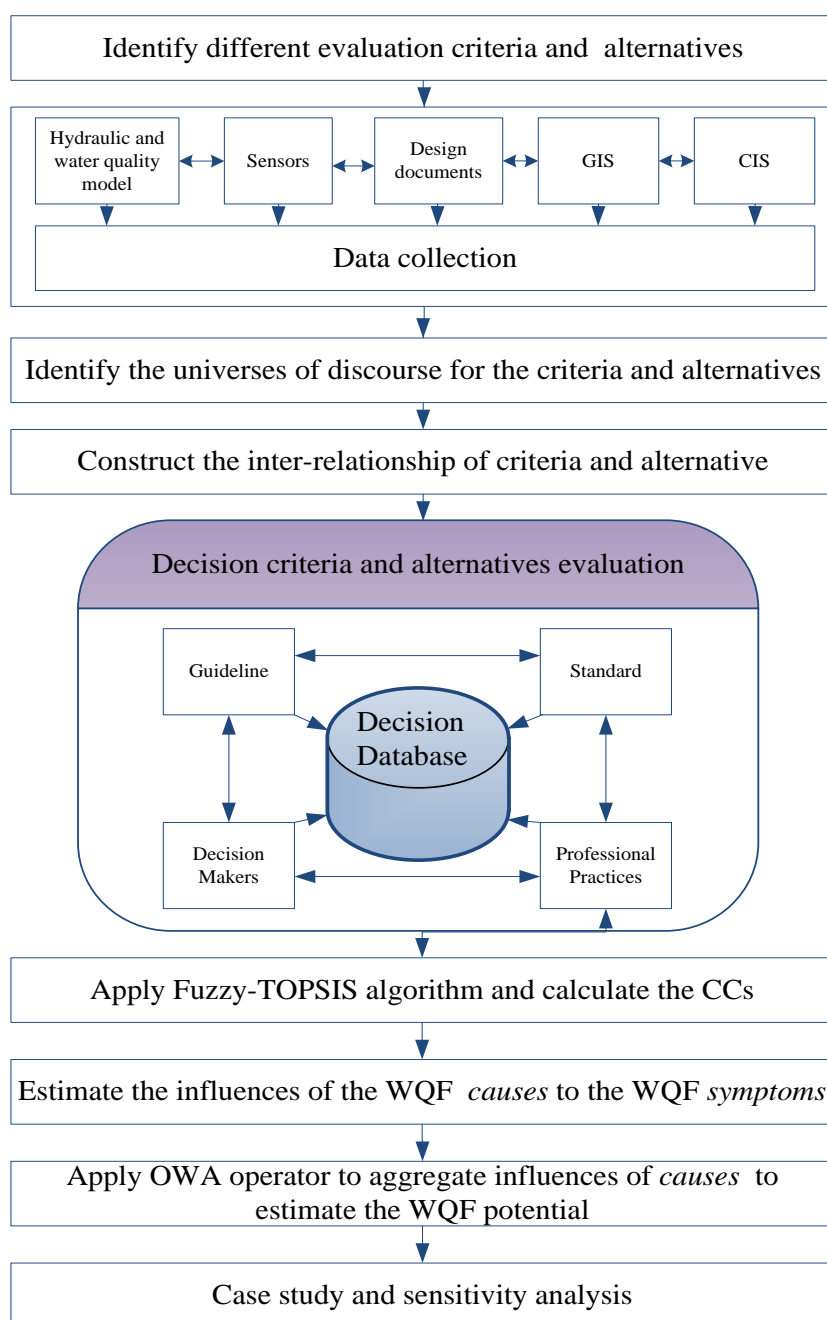 Identify different evaluation criteria and alternatives
Hydraulic and
water quality
model
Sensors
Design
documents
GIS
CIS
Data collection
Identify the universes of discourse for the criteria and alternatives
Construct the inter-relationship of criteria and alternative
Decision criteria and alternatives evaluation
Guideline
Standard
Decision
Database
Decision
Makers
Professional
Practices
Apply Fuzzy-TOPSIS algorithm and calculate the CCs
Estimate the influences of the WQF causes to the WQF symptoms
Apply OWA operator to aggregate influences of causes to
estimate the WQF potential
Case study and sensitivity analysis